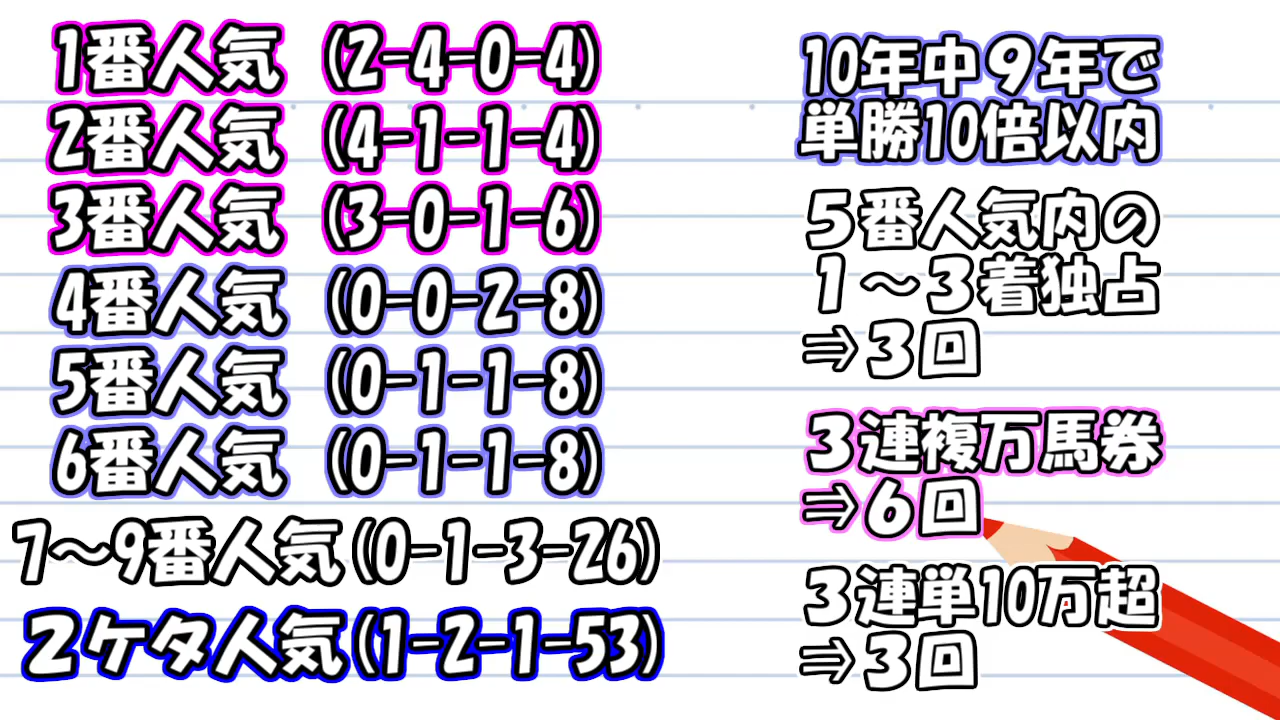 1番人気 (2-4-0-4)
2番人気 (4-1-1-4)
3番人気 (3-0-1-6)
4番人気 (0-0-2-8)
5番人気 (0-1-1-8)
6番人気 (0-1-1-8)
7～9番人気(0-1-3-26)
２ケタ人気(1-2-1-53)
10年中９年で
単勝10倍以内
５番人気内の
１～３着独占
⇒３回
３連複万馬券
⇒６回
３連単10万超
⇒３回